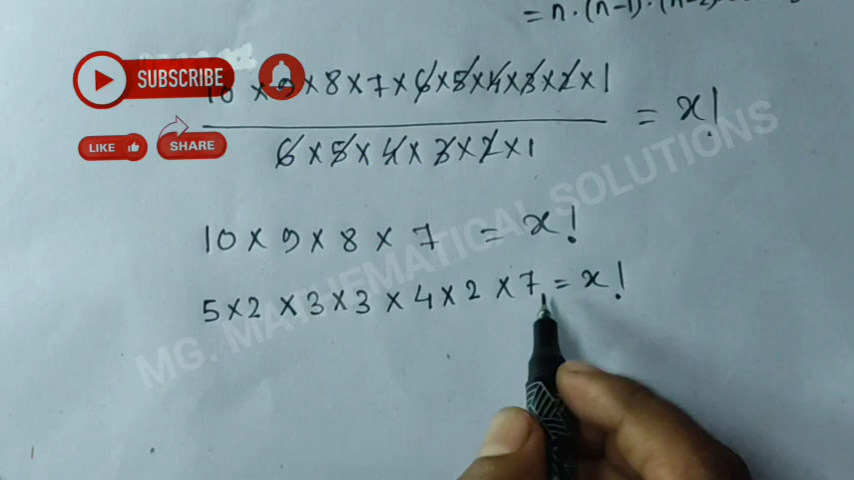 = n · (n-1) · (n-2)
SUBSCRIBE
10 × 9 × 8 × 7 × 6 × 5 × 4 × 3 × 2 × 1
= x!
LIKE SHARE
6 × 5 × 4 × 3 × 2 × 1
10 × 9 × 8 × 7 = x!
5 × 2 × 3 × 3 × 4 × 2 × 7 = x!
MG. MATHEMATICAL SOLUTIONS